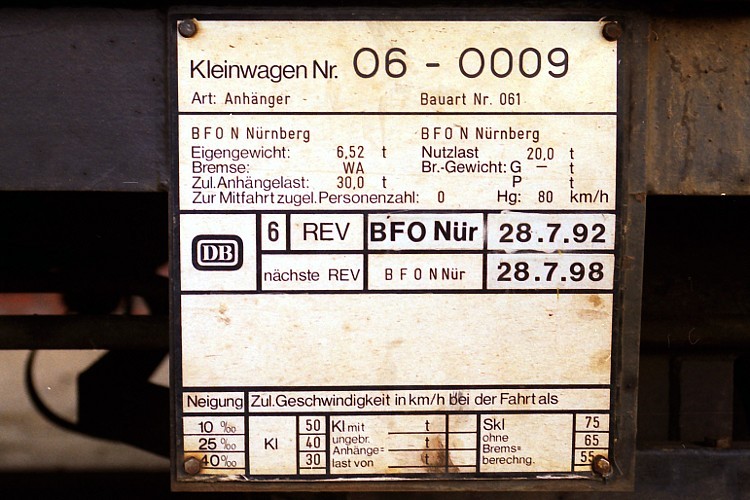 Kleinwagen Nr. 06 - 0009
Art: Anhänger Bauart Nr. 061
BFO N Nürnberg BFO N Nürnberg
Eigengewicht: 6,52 t Nutzlast 20,0 t
Bremse: WA Br.-Gewicht: G – t
Zul.Anhängelast: 30,0 t P t
Zur Mitfahrt zugel. Personenzahl: 0 Hg: 80 km/h
DB 6 REV BFO Nür 28.7.92
nächste REV BFO N Nür 28.7.98
Neigung Zul. Geschwindigkeit in km/h bei der Fahrt als
10 ‰ 50 Kl mit t Skl 75
25 ‰ Kl 40 ungebr. t ohne 65
40 ‰ 30 Anhänge= t Brems= 55
last von berechng.